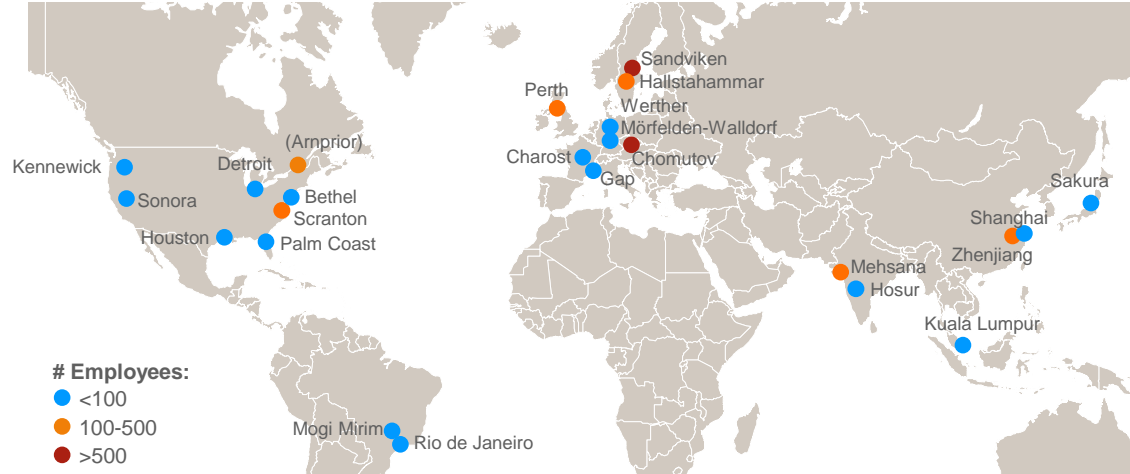 Sandviken
Hallstahammar
Perth
Werther
Mörfelden-Walldorf
(Arnprior)
Detroit
Kennewick
Charost
Chomutov
Gap
Sakura
Bethel
Sonora
Scranton
Shanghai
Houston
Palm Coast
Zhenjiang
Mehsana
Hosur
Kuala Lumpur
# Employees:
<100
100-500
>500
Mogi Mirim
Rio de Janeiro